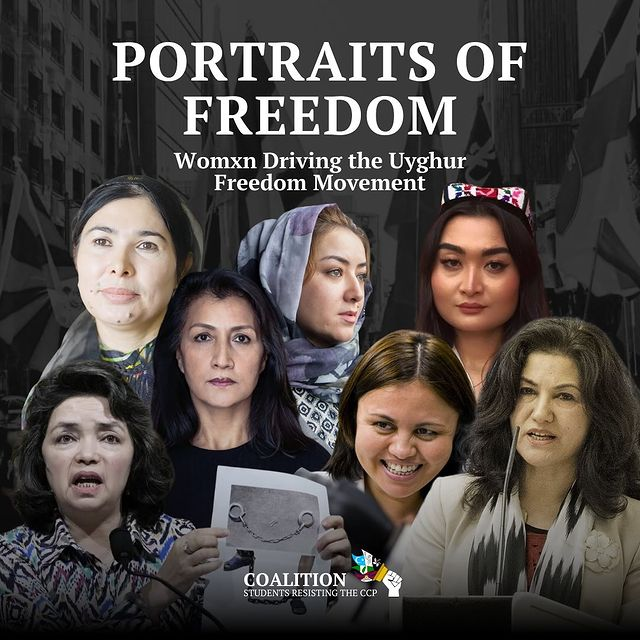 PORTRAITS OF
FREEDOM
Womxn Driving the Uyghur
Freedom Movement
COALITION
STUDENTS RESISTING THE CCP